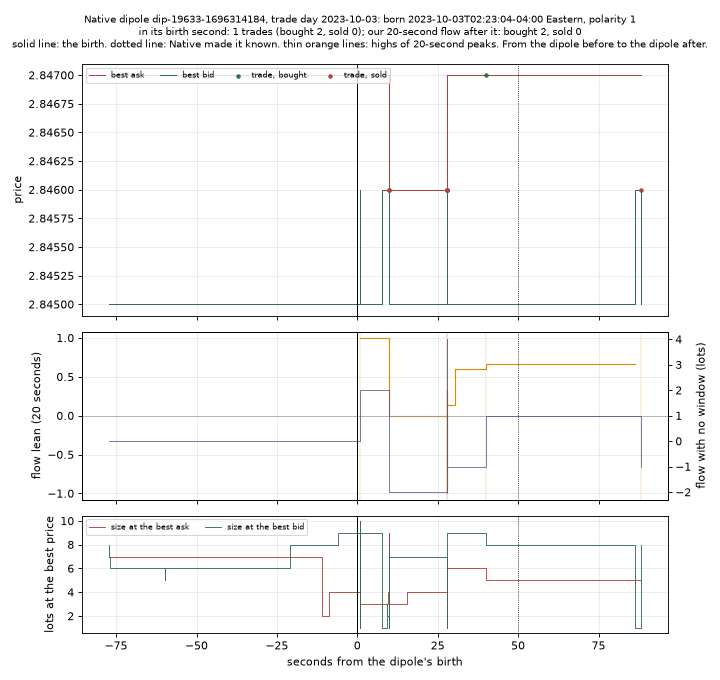 Native dipole dip-19633-1696314184, trade day 2023-10-03: born 2023-10-03T02:23:04-04:00 Eastern, polarity 1
in its birth second: 1 trades (bought 2, sold 0); our 20-second flow after it: bought 2, sold 0
solid line: the birth. dotted line: Native made it known. thin orange lines: highs of 20-second peaks. From the dipole before to the dipole after.
best ask best bid trade, bought trade, sold
2.84700
2.84675
2.84650
2.84625
2.84600
2.84575
2.84550
2.84525
2.84500
price
1.0
0.5
0.0
−0.5
−1.0
flow lean (20 seconds)
4
3
2
1
0
−1
−2
flow with no window (lots)
size at the best ask size at the best bid
10
8
6
4
2
lots at the best price
−75 −50 −25 0 25 50 75
seconds from the dipole's birth